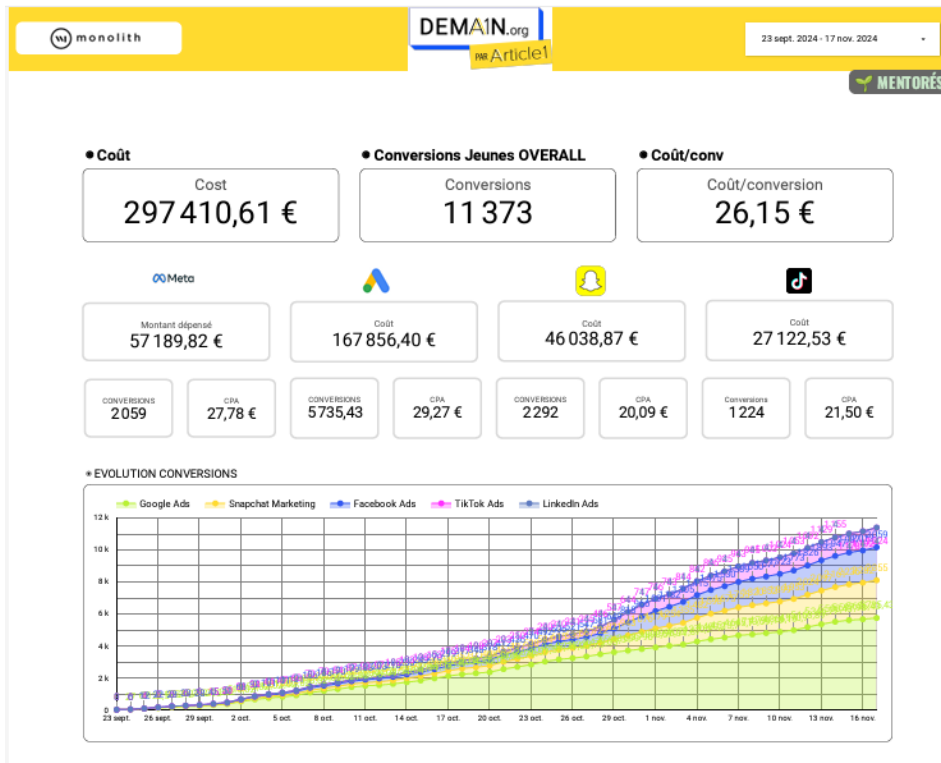 monolith
DEMA1N.org
PAR Article1
23 sept. 2024 - 17 nov. 2024
MENTORÉS
Coût
Conversions Jeunes OVERALL
Coût/conv
Cost
297 410,61 €
Conversions
11 373
Coût/conversion
26,15 €
Meta
Montant dépensé
57 189,82 €
Coût
167 856,40 €
Coût
46 038,87 €
Coût
27 122,53 €
CONVERSIONS
2 059
CPA
27,78 €
CONVERSIONS
5 735,43
CPA
29,27 €
CONVERSIONS
2 292
CPA
20,09 €
Conversions
1 224
CPA
21,50 €
EVOLUTION CONVERSIONS
Google Ads
Snapchat Marketing
Facebook Ads
TikTok Ads
LinkedIn Ads
12 k
10 k
8 k
6 k
4 k
2 k
0
23 sept. 26 sept. 29 sept. 2 oct. 5 oct. 8 oct. 11 oct. 14 oct. 17 oct. 20 oct. 23 oct. 26 oct. 29 oct. 1 nov. 4 nov. 7 nov. 10 nov. 13 nov. 16 nov.